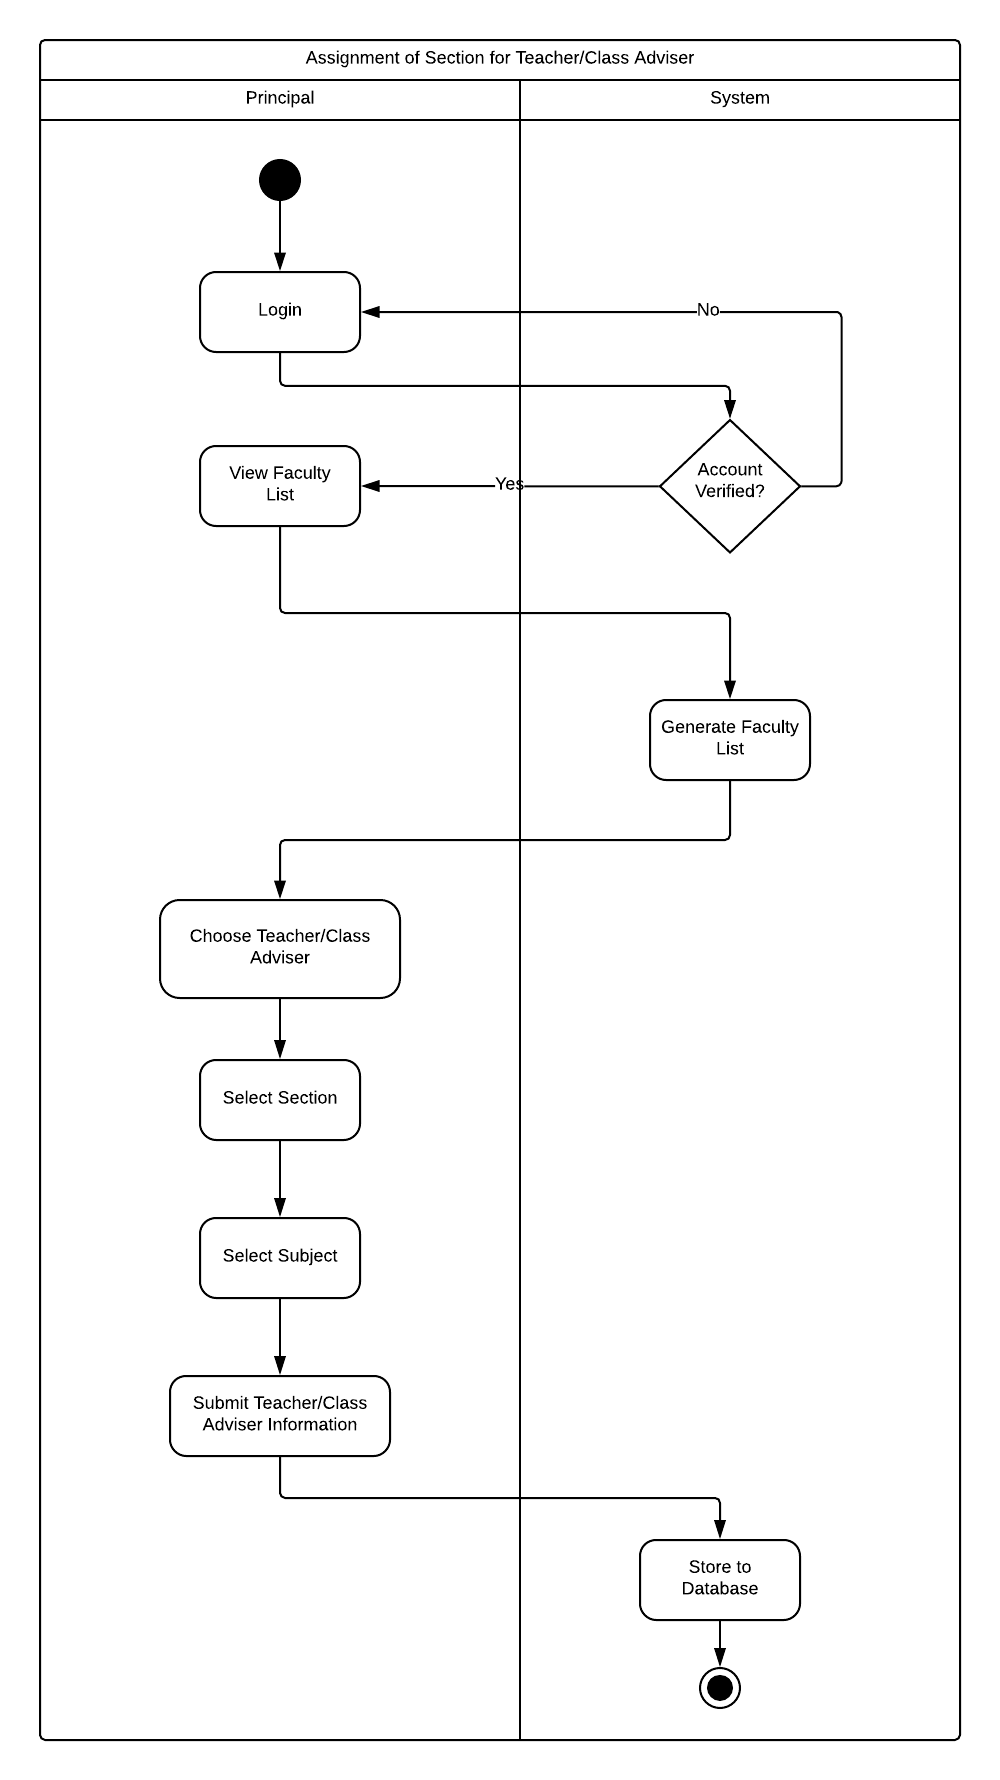 Assignment of Section for Teacher/Class Adviser
Principal
System
Login
No
View Faculty
List
Yes
Account
Verified?
Generate Faculty
List
Choose Teacher/Class
Adviser
Select Section
Select Subject
Submit Teacher/Class
Adviser Information
Store to
Database